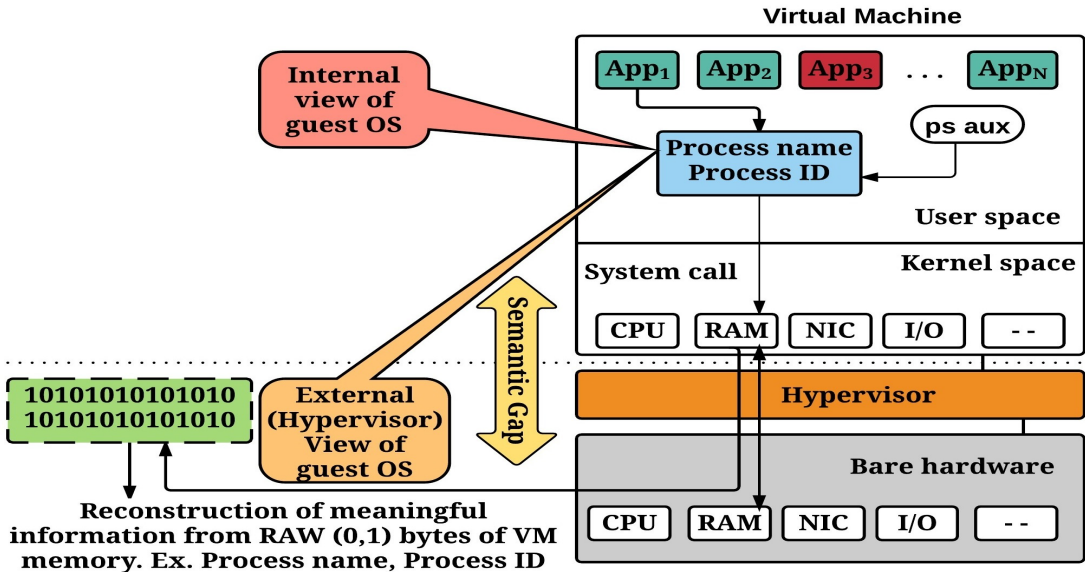 Virtual Machine
Internal
view of
guest OS
App1
App2
App3
. . .
AppN
ps aux
Process name
Process ID
User space
System call
Kernel space
CPU
RAM
NIC
I/O
- -
Semantic Gap
10101010101010
10101010101010
External
(Hypervisor)
View of
guest OS
Hypervisor
Bare hardware
CPU
RAM
NIC
I/O
- -
Reconstruction of meaningful
information from RAW (0,1) bytes of VM
memory. Ex. Process name, Process ID